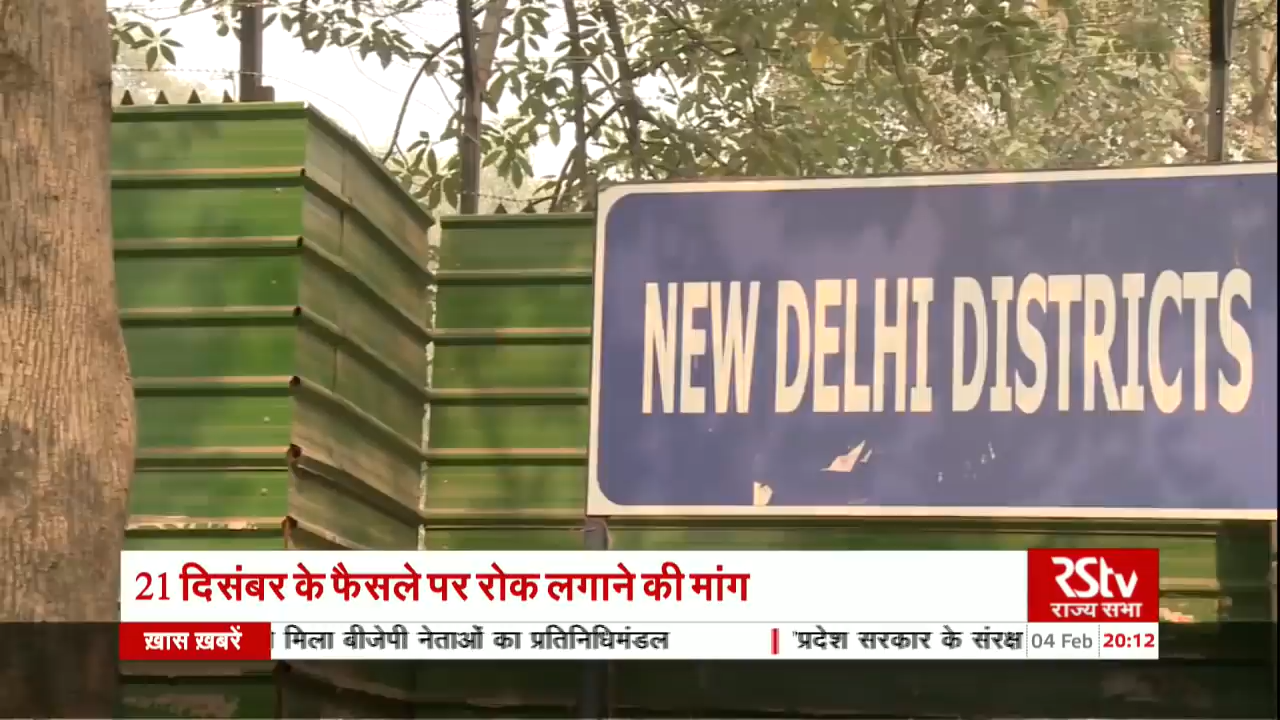 NEW DELHI DISTRICTS
21 दिसंबर के फैसले पर रोक लगाने की मांग
RStv
राज्य सभा
ख़ास ख़बरें
मिला बीजेपी नेताओं का प्रतिनिधिमंडल | 'प्रदेश सरकार के संरक्ष
04 Feb 20:12